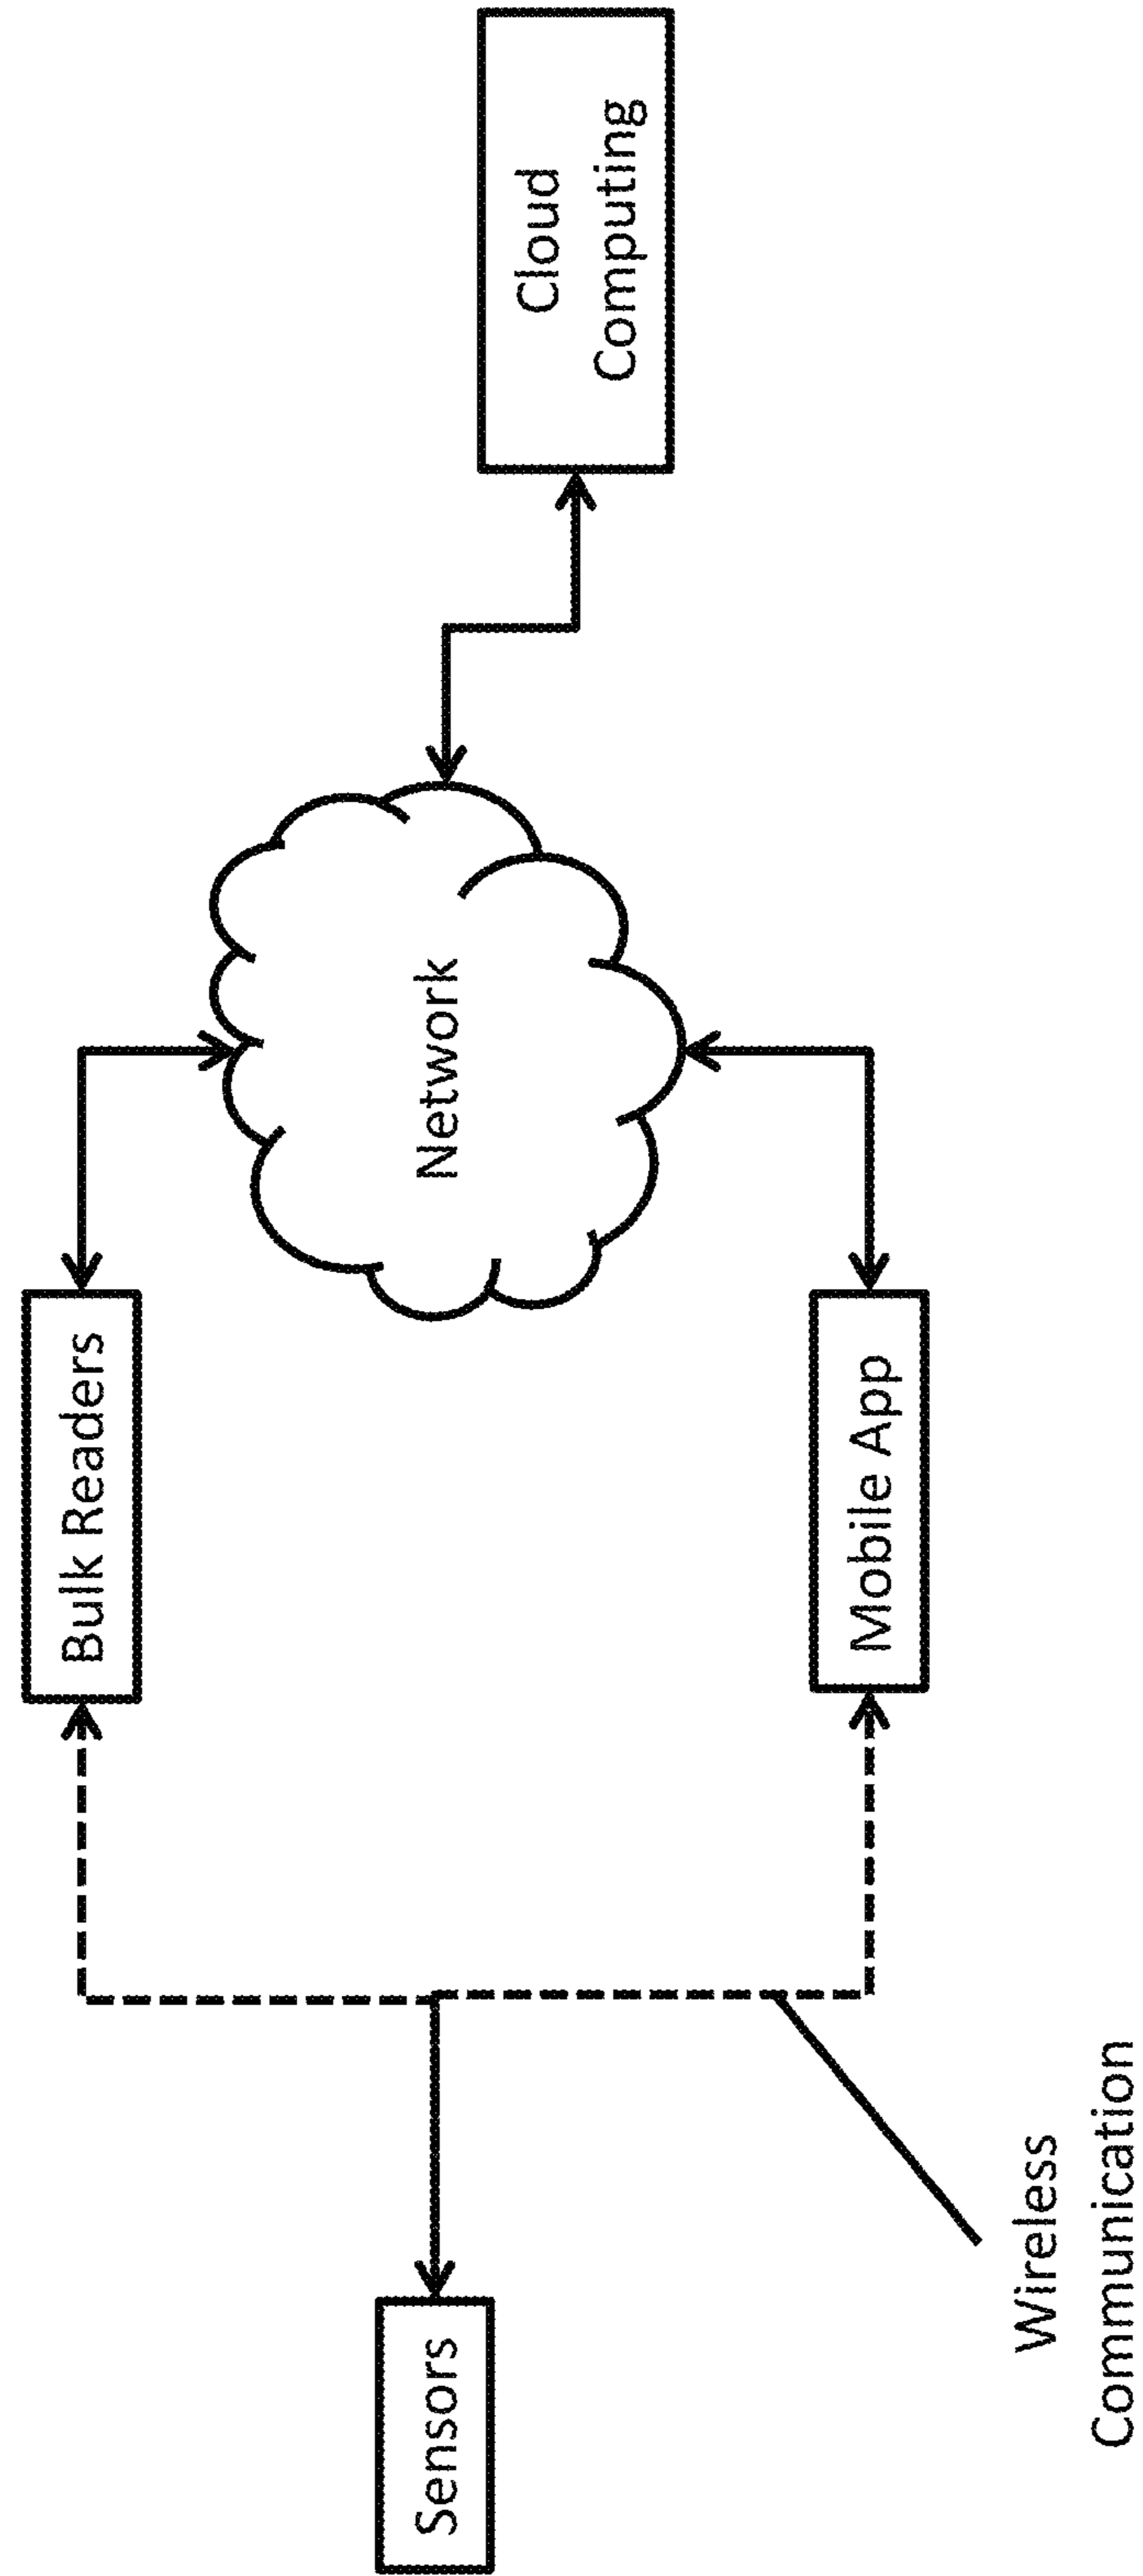 Sensors
Bulk Readers
Mobile App
Wireless
Communication
Network
Cloud
Computing